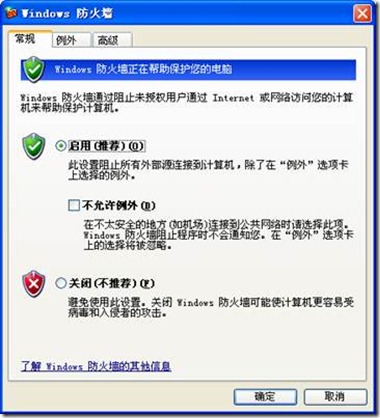 Windows 防火墙
常规 例外 高级
Windows 防火墙正在帮助保护您的电脑
Windows 防火墙通过阻止未授权用户通过 Internet 或网络访问您的计算
机来帮助保护计算机。
启用(推荐)(O)
此设置阻止所有外部源连接到计算机，除了在“例外”选项卡
上选择的例外。
不允许例外(D)
在不太安全的地方(如机场)连接到公共网络时请选择此项。
Windows 防火墙阻止程序时不会通知您。在“例外”选项卡
上的选择将被忽略。
关闭(不推荐)(F)
避免使用此设置。关闭 Windows 防火墙可能使计算机更容易受
病毒和入侵者的攻击。
了解 Windows 防火墙的其他信息
确定 取消